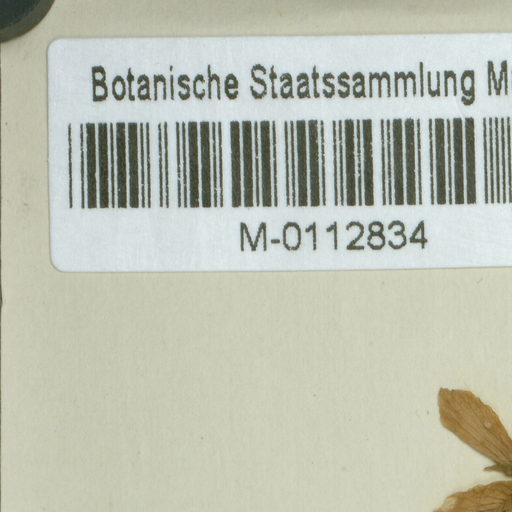 Botanische Staatssammlung M
M-0112834